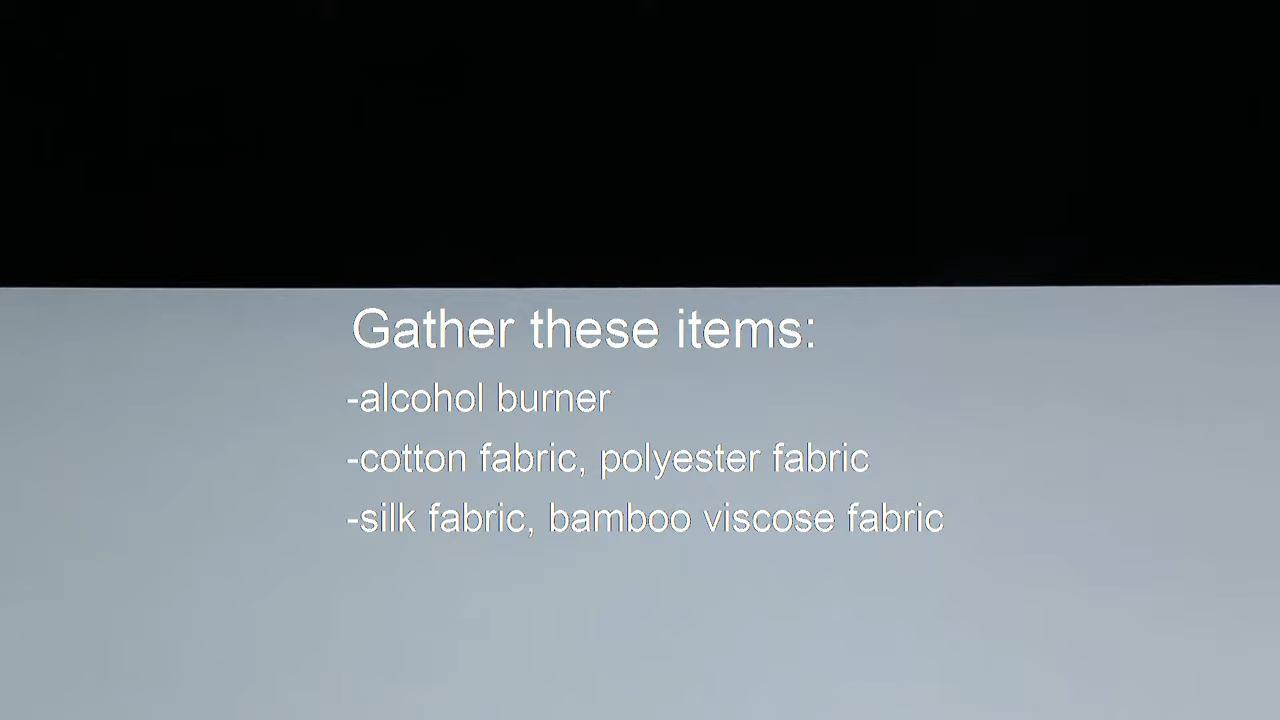 Gather these items:
-alcohol burner
-cotton fabric, polyester fabric
-silk fabric, bamboo viscose fabric